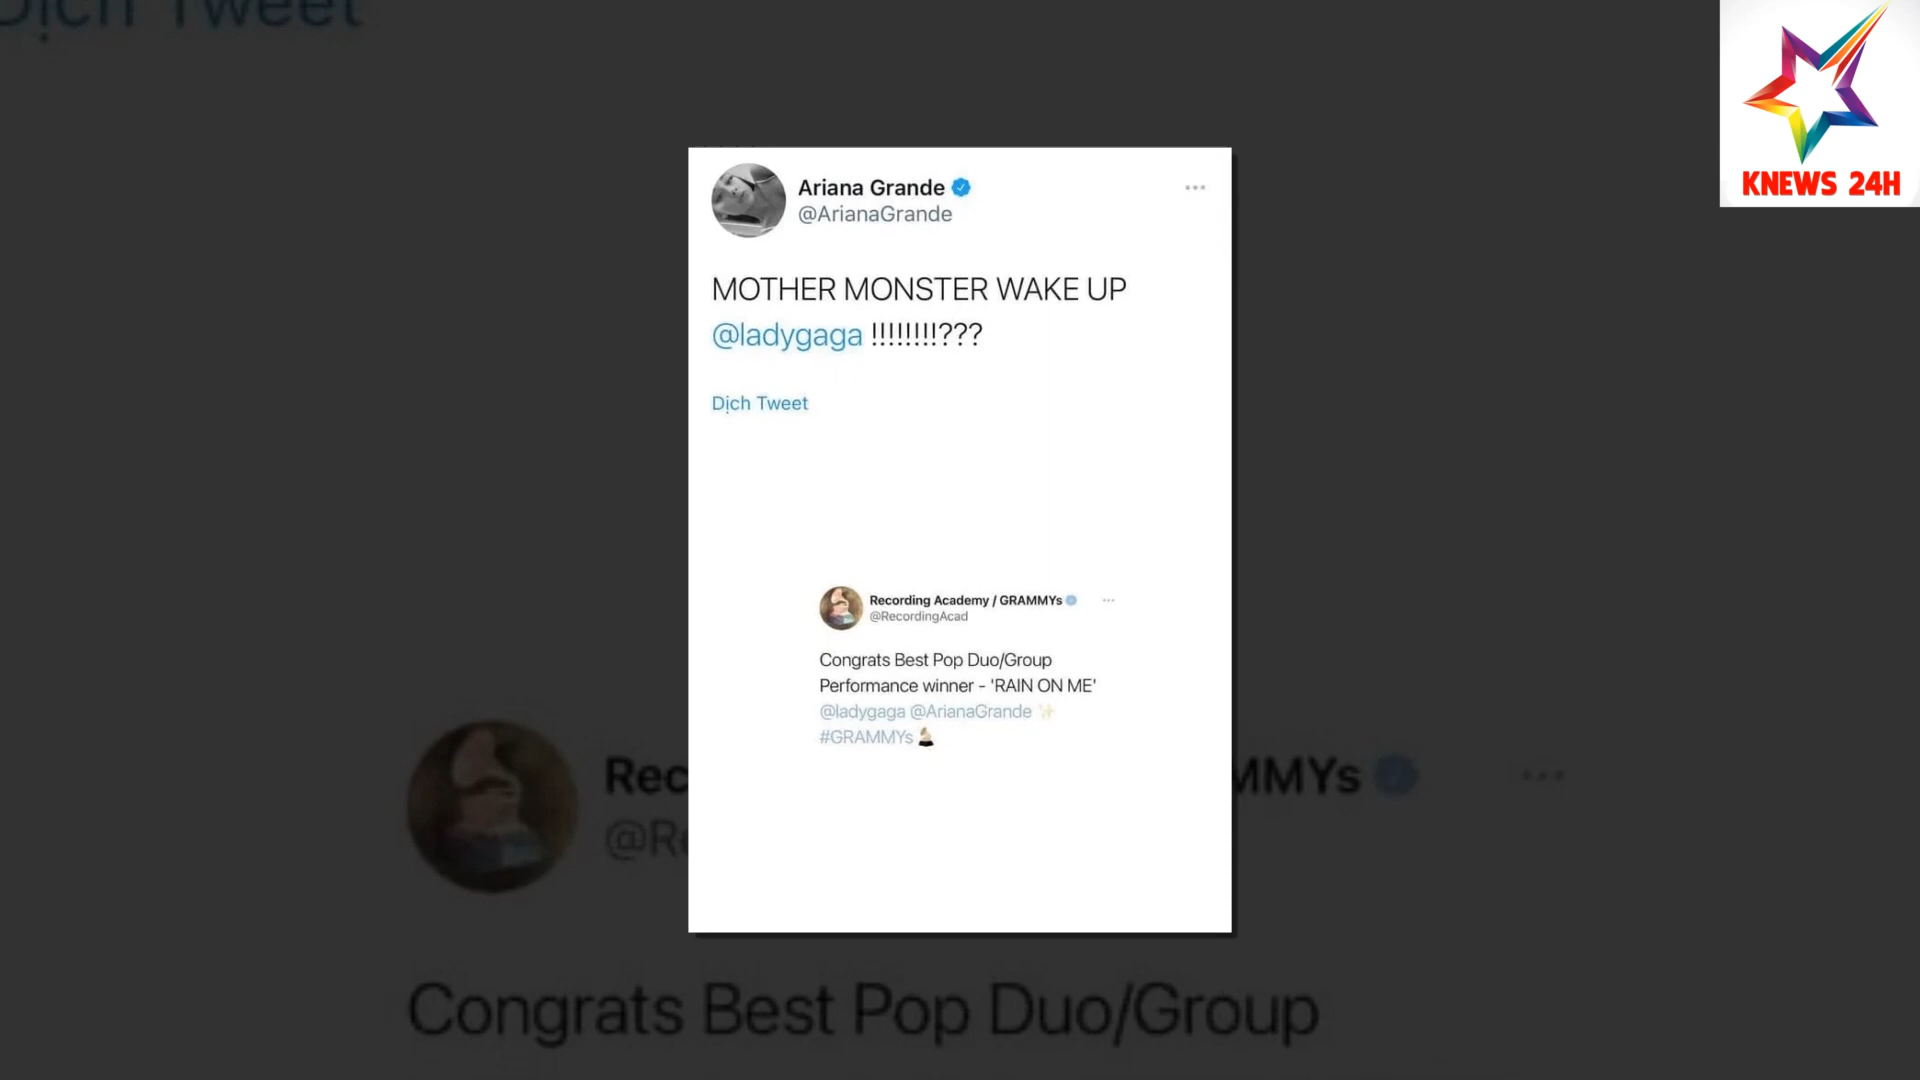 Dịch Tweet
KNEWS 24H
Ariana Grande
@ArianaGrande
MOTHER MONSTER WAKE UP
@ladygaga !!!!!!!!???
Dịch Tweet
Recording Academy / GRAMMYs
@RecordingAcad
Congrats Best Pop Duo/Group
Performance winner - 'RAIN ON ME'
@ladygaga @ArianaGrande ✨
#GRAMMYs
Rec
MMYs
@Re
Congrats Best Pop Duo/Group